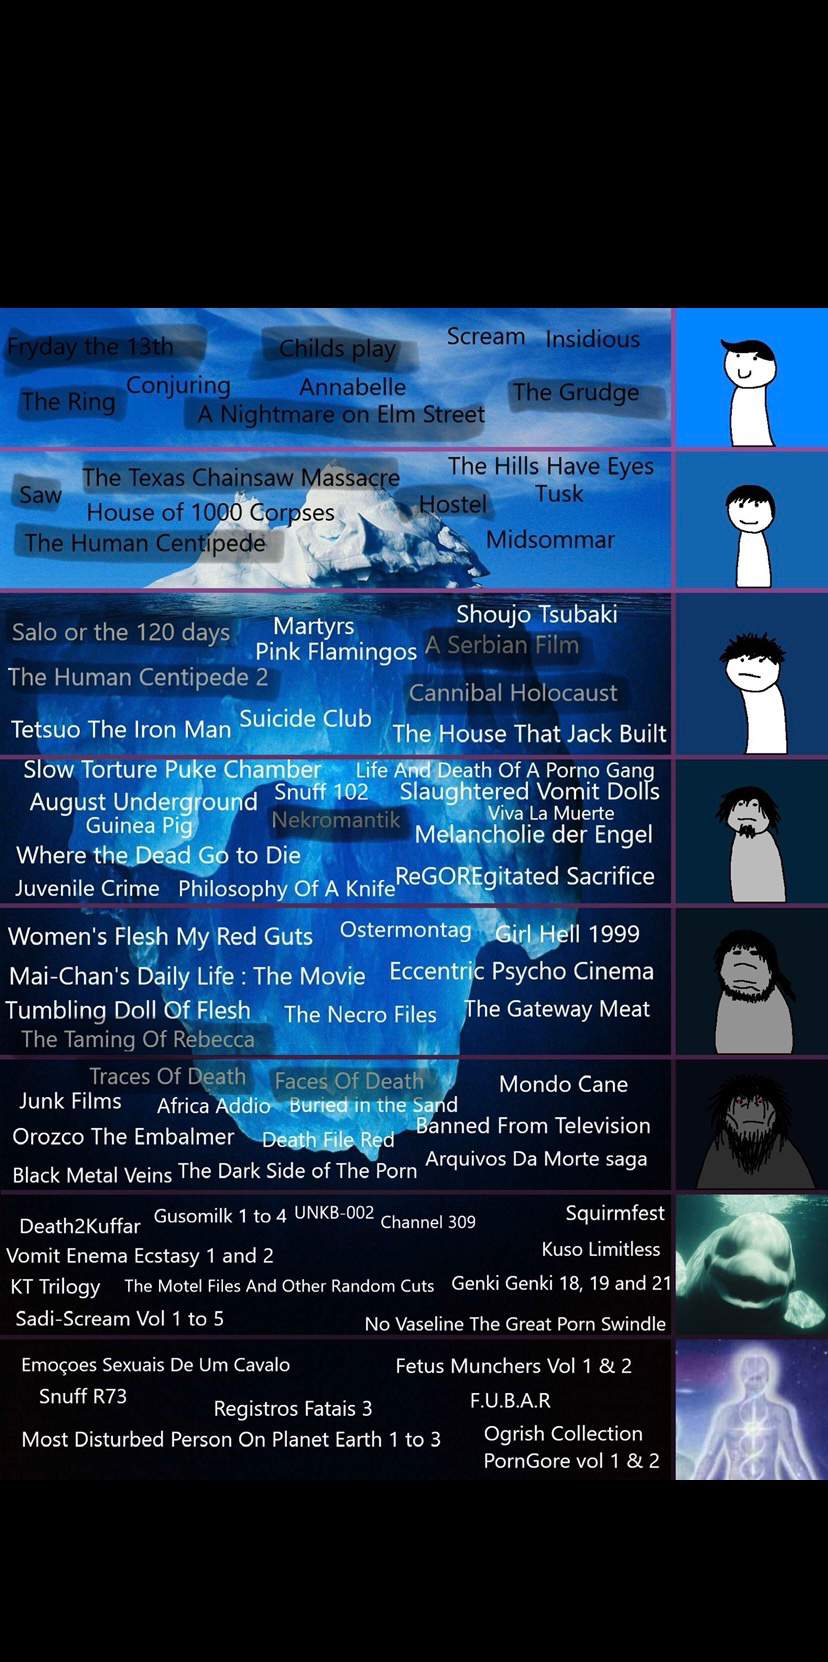 Scream Insidious
Fryday the 13th Childs play
Conjuring Annabelle The Grudge
The Ring A Nightmare on Elm Street
The Hills Have Eyes
The Texas Chainsaw Massacre
Saw Hostel Tusk
House of 1000 Corpses
The Human Centipede Midsommar
Shoujo Tsubaki
Salo or the 120 days Martyrs
Pink Flamingos A Serbian Film
The Human Centipede 2
Cannibal Holocaust
Tetsuo The Iron Man Suicide Club The House That Jack Built
Slow Torture Puke Chamber Life And Death Of A Porno Gang
August Underground Snuff 102 Slaughtered Vomit Dolls
Guinea Pig Nekromantik Viva La Muerte
Melancholie der Engel
Where the Dead Go to Die
Juvenile Crime Philosophy Of A Knife ReGOREgitated Sacrifice
Women's Flesh My Red Guts Ostermontag Girl Hell 1999
Mai-Chan's Daily Life : The Movie Eccentric Psycho Cinema
Tumbling Doll Of Flesh The Necro Files The Gateway Meat
The Taming Of Rebecca
Traces Of Death Faces Of Death Mondo Cane
Junk Films Africa Addio Buried in the Sand
Orozco The Embalmer Death File Red Banned From Television
Black Metal Veins The Dark Side of The Porn Arquivos Da Morte saga
Death2Kuffar Gusomilk 1 to 4 UNKB-002 Channel 309 Squirmfest
Vomit Enema Ecstasy 1 and 2 Kuso Limitless
KT Trilogy The Motel Files And Other Random Cuts Genki Genki 18, 19 and 21
Sadi-Scream Vol 1 to 5 No Vaseline The Great Porn Swindle
Emoçoes Sexuais De Um Cavalo Fetus Munchers Vol 1 & 2
Snuff R73 Registros Fatais 3 F.U.B.A.R
Most Disturbed Person On Planet Earth 1 to 3 Ogrish Collection
PornGore vol 1 & 2